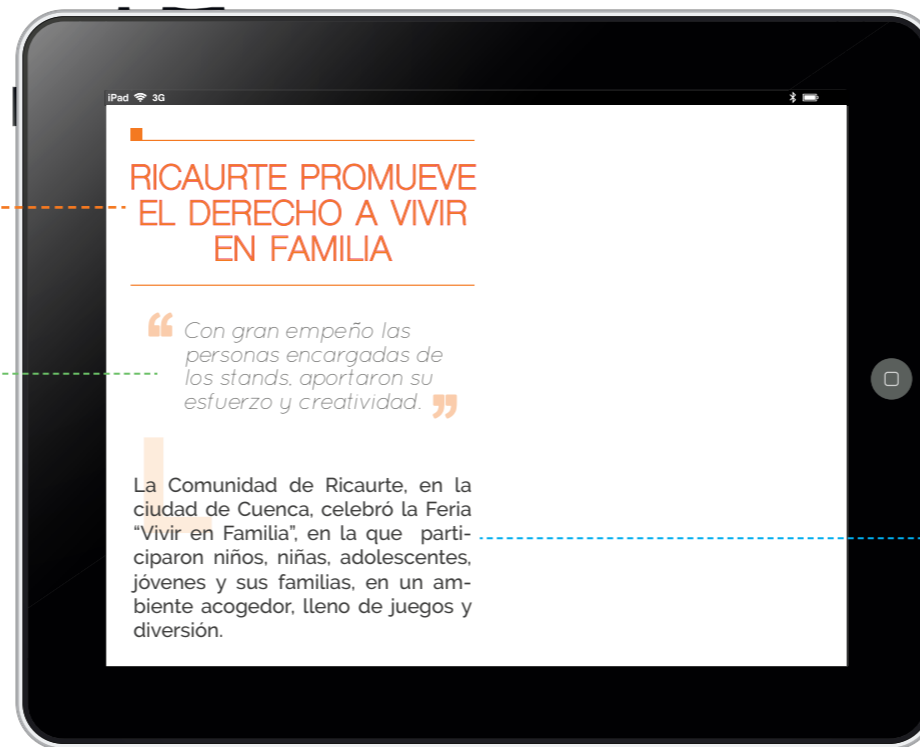 iPad 3G
RICAURTE PROMUEVE
EL DERECHO A VIVIR
EN FAMILIA
“ Con gran empeño las
personas encargadas de
los stands, aportaron su
esfuerzo y creatividad. ”
L
La Comunidad de Ricaurte, en la
ciudad de Cuenca, celebró la Feria
“Vivir en Familia”, en la que parti-
ciparon niños, niñas, adolescentes,
jóvenes y sus familias, en un am-
biente acogedor, lleno de juegos y
diversión.